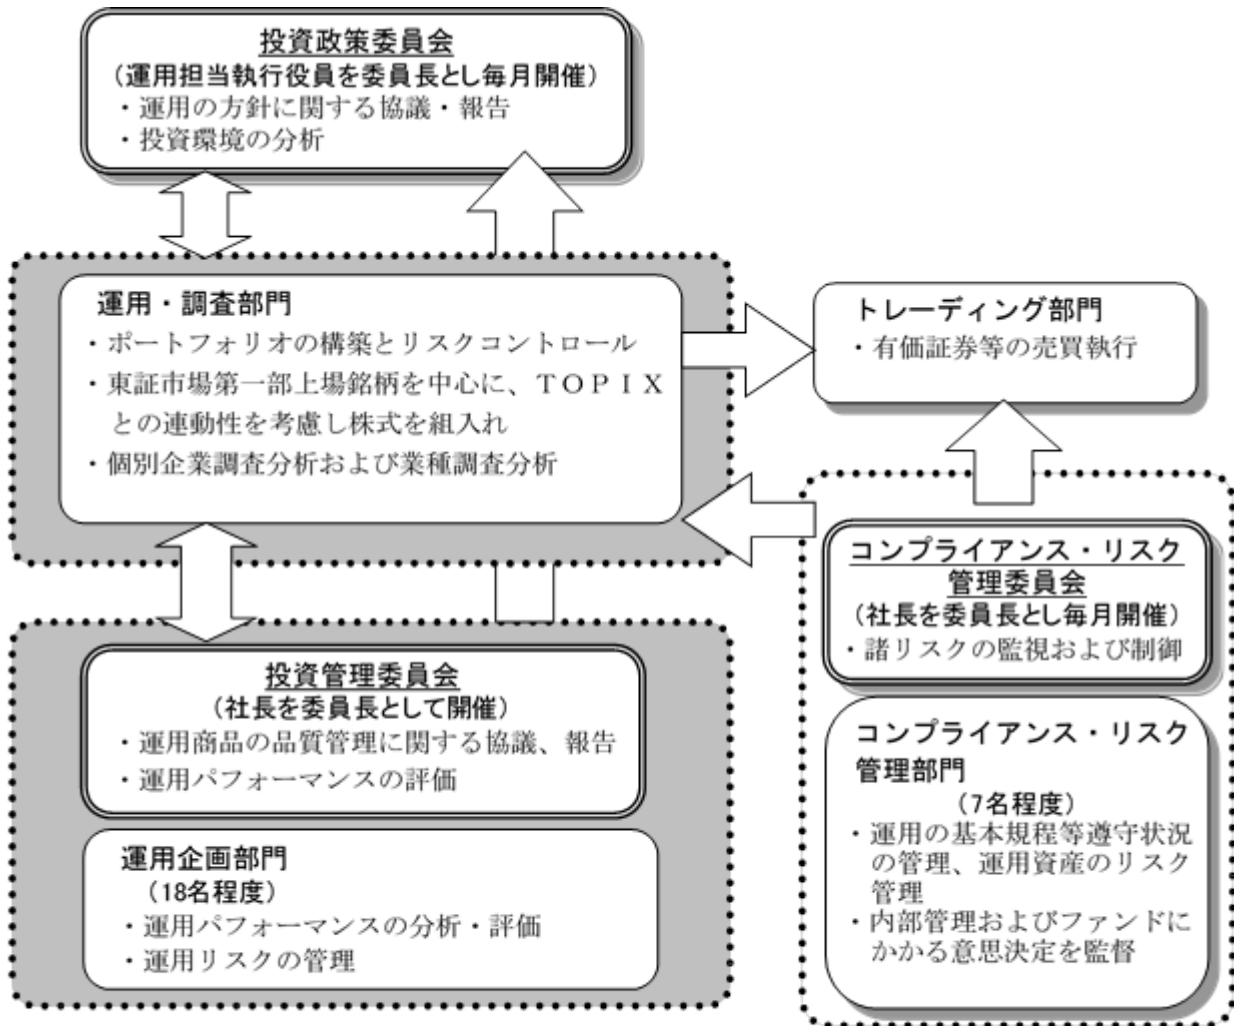 投資政策委員会
（運用担当執行役員を委員長とし毎月開催）
・運用の方針に関する協議・報告
・投資環境の分析
運用・調査部門
・ポートフォリオの構築とリスクコントロール
・東証市場第一部上場銘柄を中心に、ＴＯＰＩＸ
との連動性を考慮し株式を組入れ
・個別企業調査分析および業種調査分析
トレーディング部門
・有価証券等の売買執行
コンプライアンス・リスク
管理委員会
（社長を委員長とし毎月開催）
・諸リスクの監視および制御
投資管理委員会
（社長を委員長として開催）
・運用商品の品質管理に関する協議、報告
・運用パフォーマンスの評価
コンプライアンス・リスク
管理部門
（7名程度）
・運用の基本規程等遵守状況
の管理、運用資産のリスク
管理
・内部管理およびファンドに
かかる意思決定を監督
運用企画部門
（18名程度）
・運用パフォーマンスの分析・評価
・運用リスクの管理